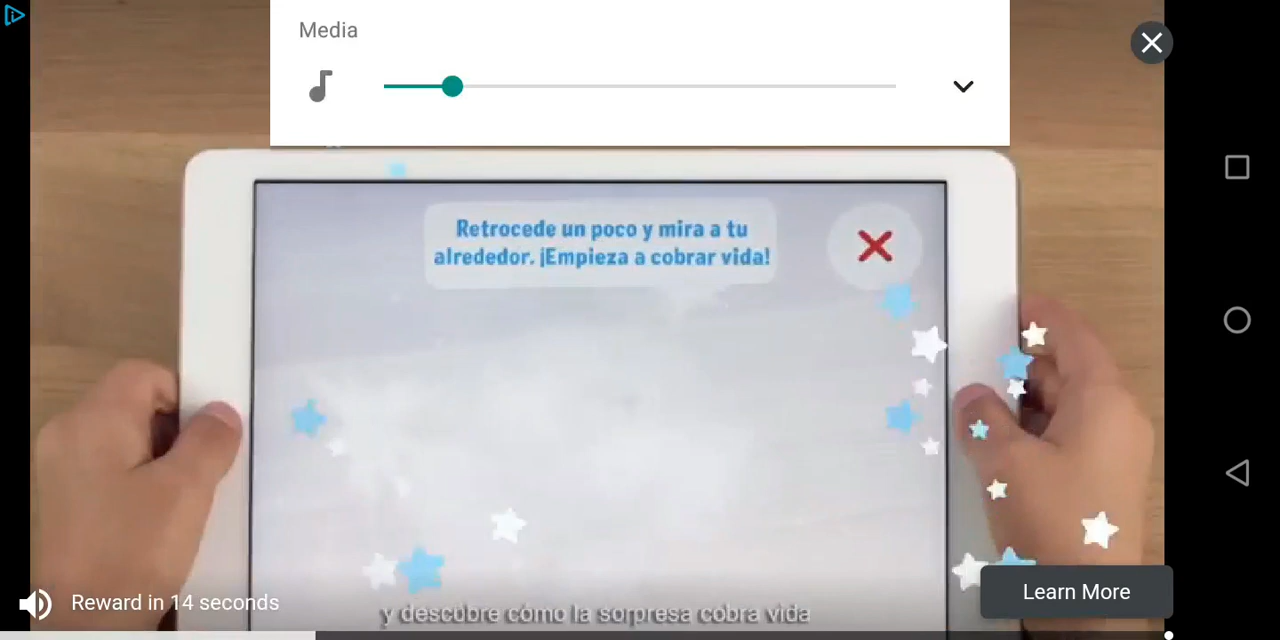 Media
Retrocede un poco y mira a tu
alrededor. ¡Empieza a cobrar vida!
Reward in 14 seconds
Learn More
y descubre cómo la sorpresa cobra vida